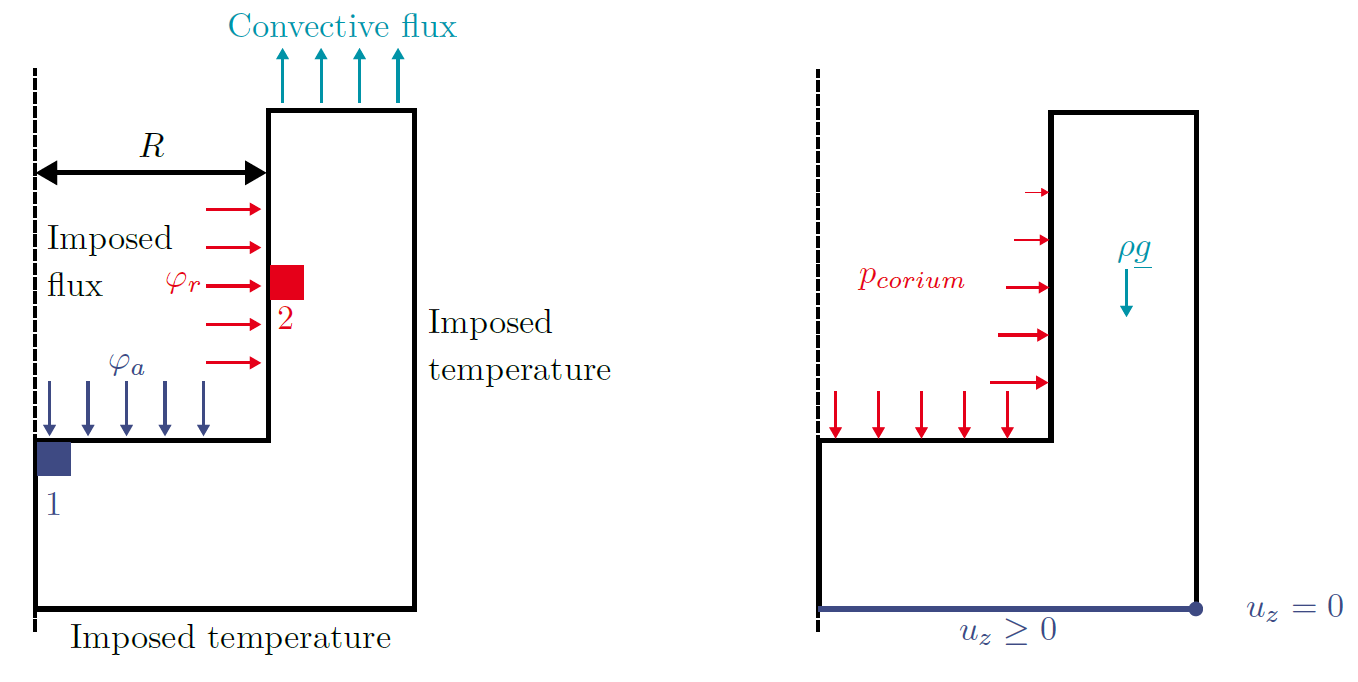 Convective flux
R
Imposed
flux
φr
2
φa
Imposed
temperature
1
Imposed temperature
pcorium
ρg
uz = 0
uz ≥ 0